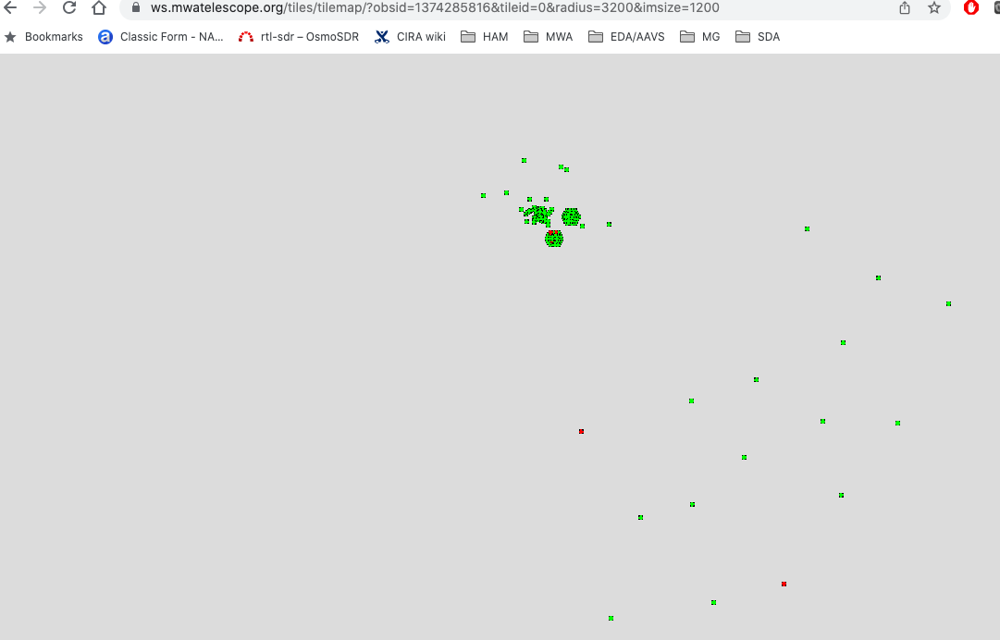 ws.mwatelescope.org/tiles/tilemap/?obsid=1374285816&tileid=0&radius=3200&imsize=1200
Bookmarks Classic Form - NA... rtl-sdr – OsmoSDR CIRA wiki HAM MWA EDA/AAVS MG SDA